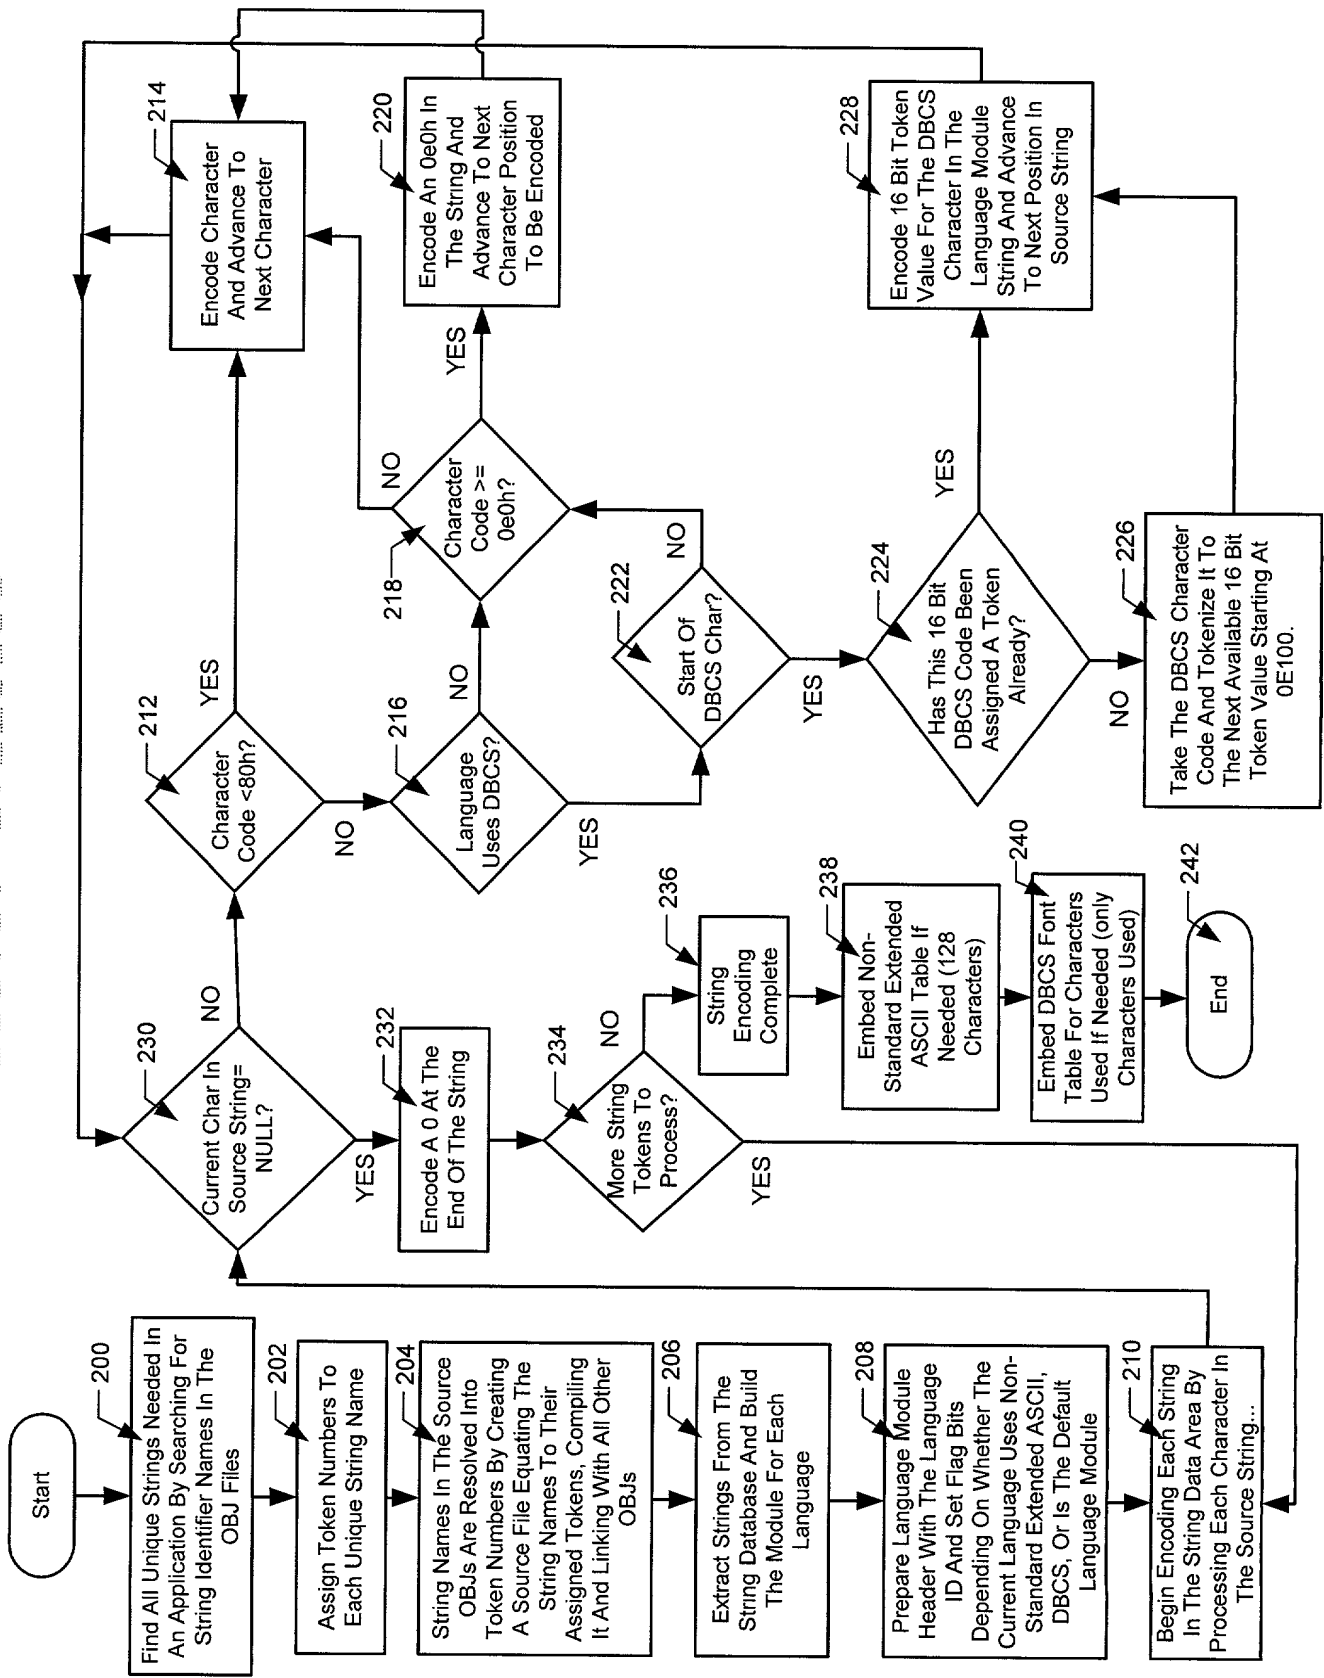 Start
200
Find All Unique Strings Needed In
An Application By Searching For
String Identifier Names In The
OBJ Files
202
Assign Token Numbers To
Each Unique String Name
204
String Names In The Source
OBJs Are Resolved Into
Token Numbers By Creating
A Source File Equating The
String Names To Their
Assigned Tokens, Compiling
It And Linking With All Other
OBJs
206
Extract Strings From The
String Database And Build
The Module For Each
Language
208
Prepare Language Module
Header With The Language
ID And Set Flag Bits
Depending On Whether The
Current Language Uses Non-
Standard Extended ASCII,
DBCS, Or Is The Default
Language Module
210
Begin Encoding Each String
In The String Data Area By
Processing Each Character In
The Source String...
230
Current Char In
Source String=
NULL?
NO
YES
232
Encode A 0 At The
End Of The String
234
More String
Tokens To
Process?
NO
YES
236
String
Encoding
Complete
238
Embed Non-
Standard Extended
ASCII Table If
Needed (128
Characters)
240
Embed DBCS Font
Table For Characters
Used If Needed (only
Characters Used)
242
End
212
Character
Code <80h?
YES
NO
214
Encode Character
And Advance To
Next Character
216
Language
Uses DBCS?
NO
YES
218
Character
Code >=
0e0h?
NO
YES
220
Encode An 0e0h In
The String And
Advance To Next
Character Position
To Be Encoded
222
Start Of
DBCS Char?
NO
YES
224
Has This 16 Bit
DBCS Code Been
Assigned A Token
Already?
YES
NO
226
Take The DBCS Character
Code And Tokenize It To
The Next Available 16 Bit
Token Value Starting At
0E100.
228
Encode 16 Bit Token
Value For The DBCS
Character In The
Language Module
String And Advance
To Next Position In
Source String